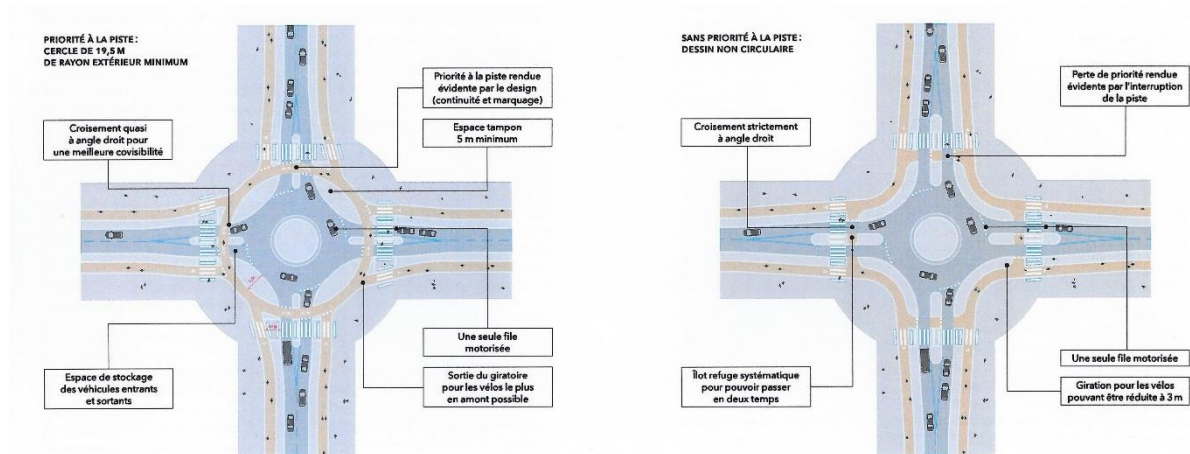 PRIORITÉ À LA PISTE :
CERCLE DE 19,5 M
DE RAYON EXTÉRIEUR MINIMUM
Priorité à la piste rendue
évidente par le design
(continuité et marquage)
Croisement quasi
à angle droit pour
une meilleure covisibilité
Espace tampon
5 m minimum
Espace de stockage
des véhicules entrants
et sortants
Une seule file
motorisée
Sortie du giratoire
pour les vélos le plus
en amont possible
SANS PRIORITÉ À LA PISTE :
DESSIN NON CIRCULAIRE
Perte de priorité rendue
évidente par l'interruption
de la piste
Croisement strictement
à angle droit
Îlot refuge systématique
pour pouvoir passer
en deux temps
Une seule file motorisée
Giration pour les vélos
pouvant être réduite à 3 m